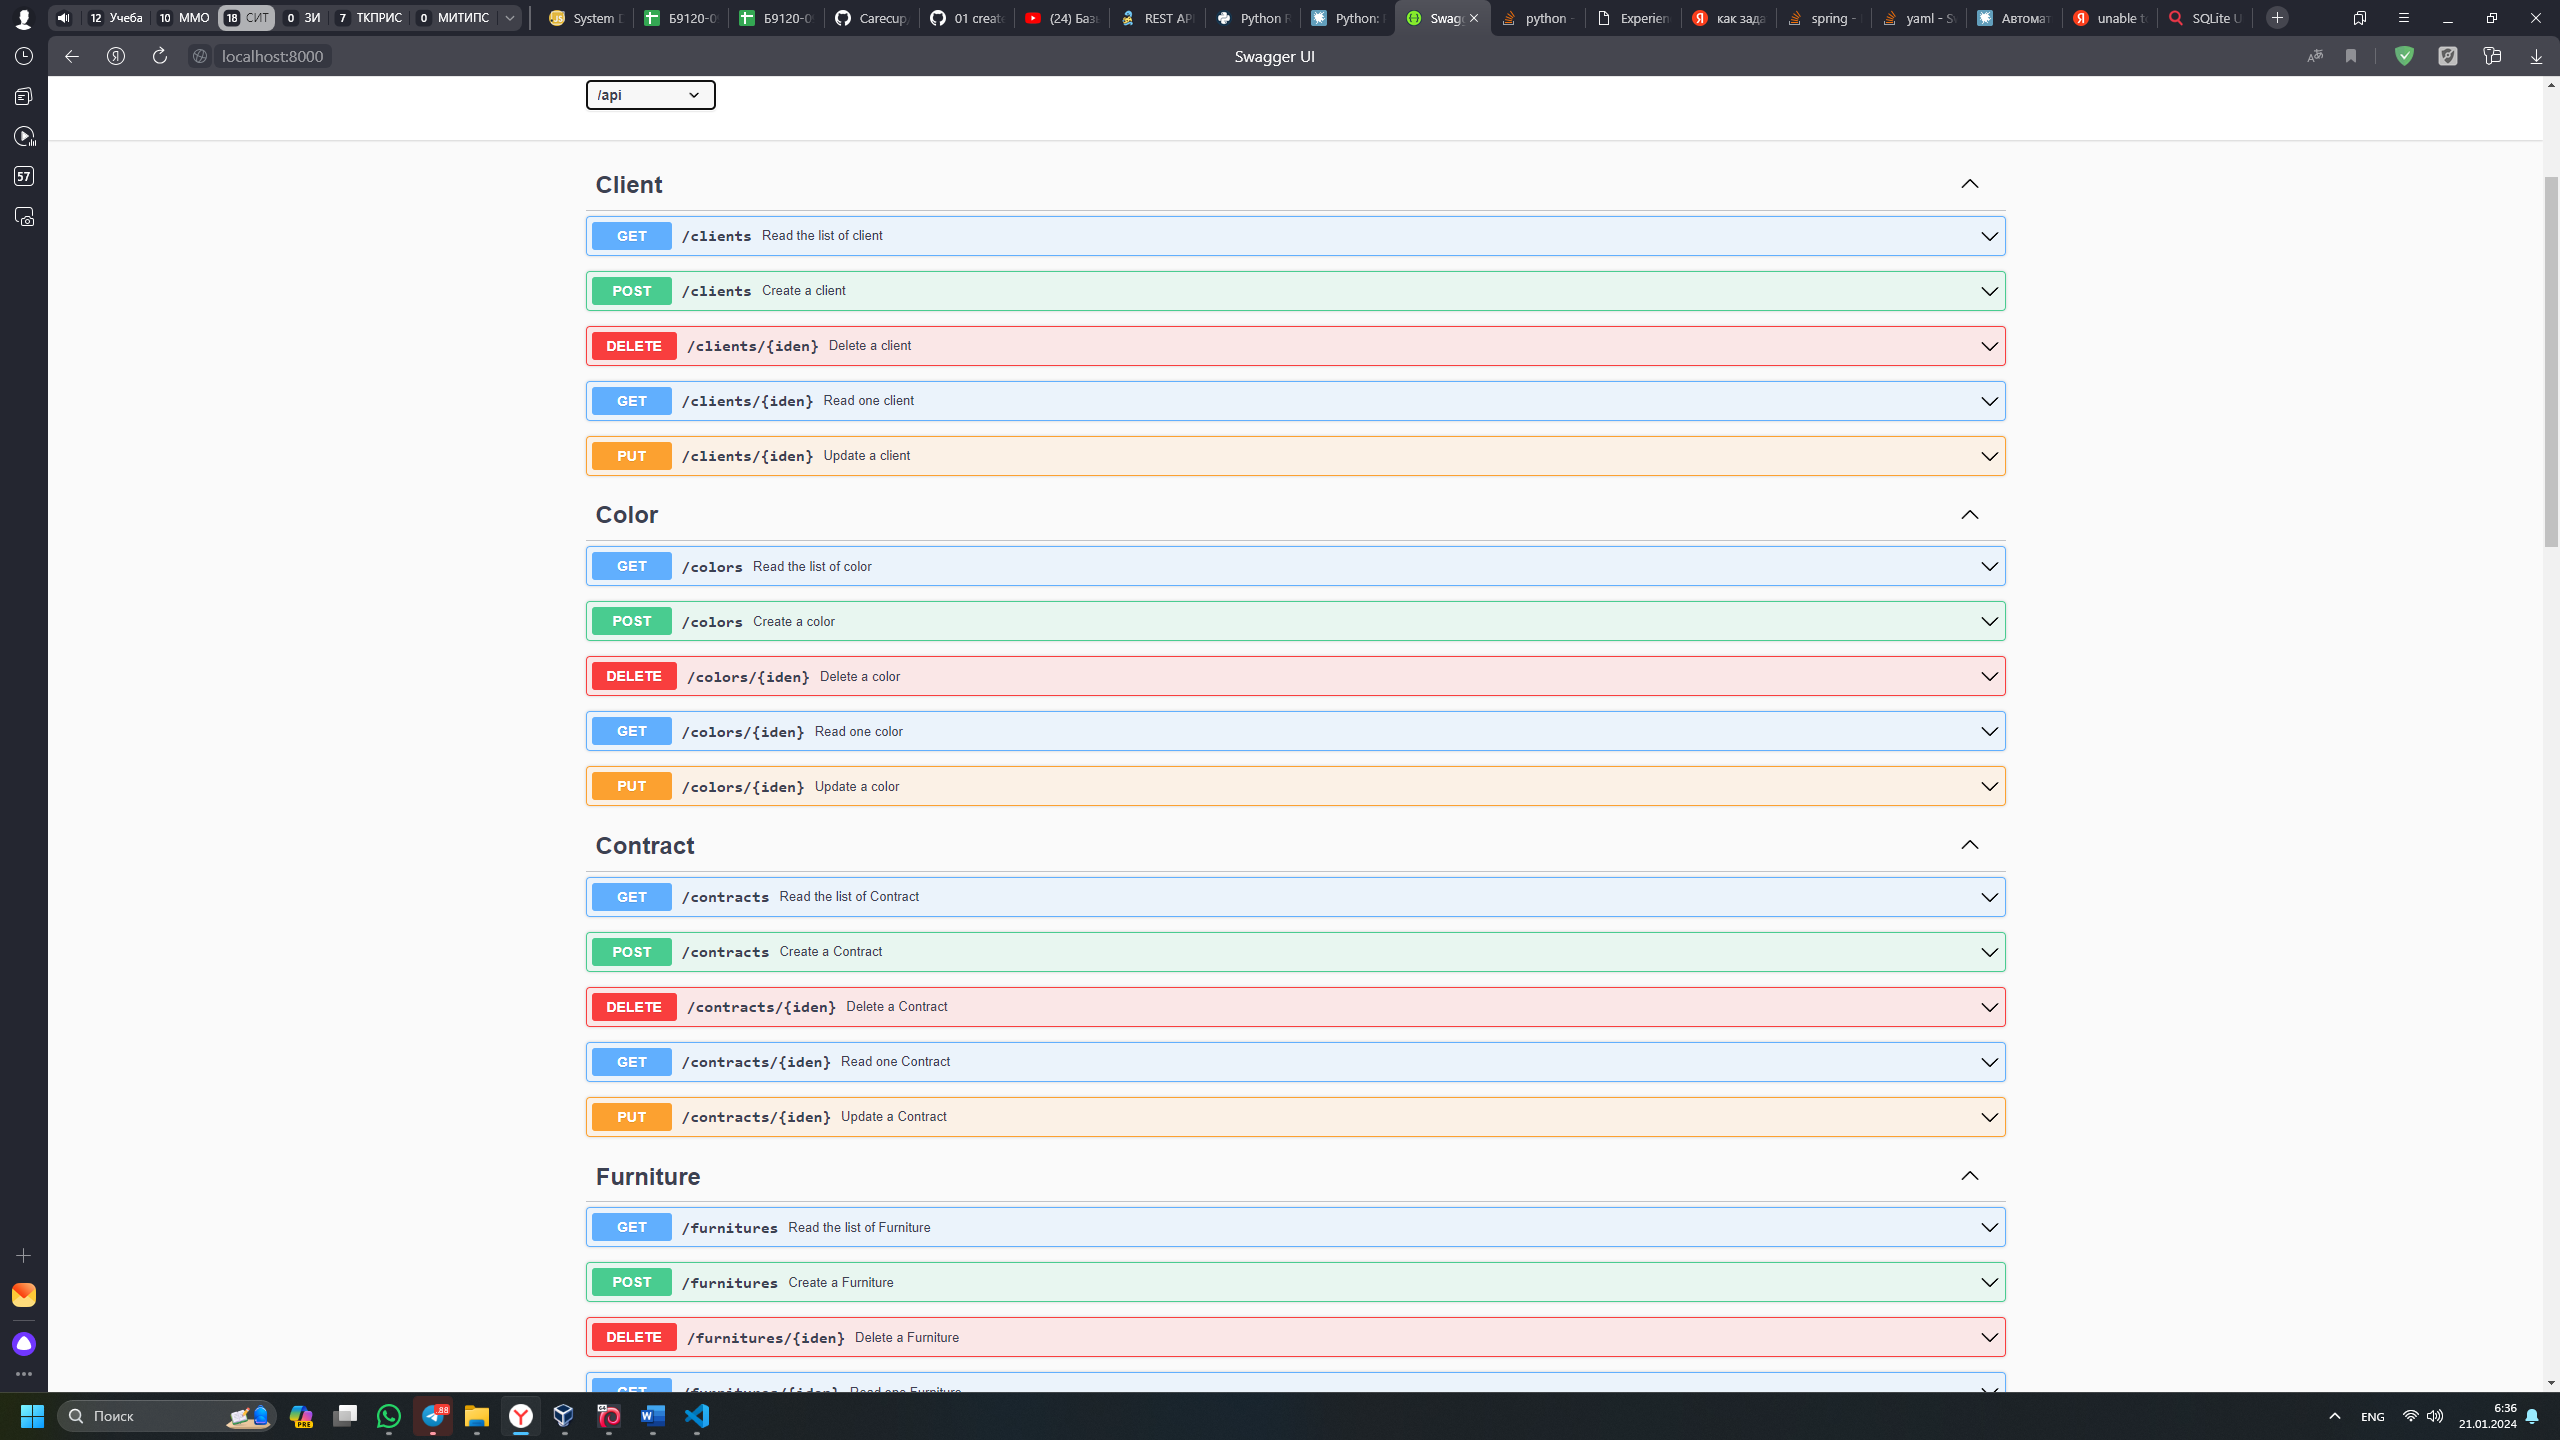 12 Учеба 10 ММО 18 СИТ 0 ЗИ 7 ТКПРИС 0 МИТИПС
System Б9120-0 Б9120-0 Carecup 01 create (24) Баз REST API Python Python: Swag python - Experien как зада spring - yaml - S Автомат unable t SQLite U
localhost:8000 Swagger UI
57
/api
Client
GET /clients Read the list of client
POST /clients Create a client
DELETE /clients/{iden} Delete a client
GET /clients/{iden} Read one client
PUT /clients/{iden} Update a client
Color
GET /colors Read the list of color
POST /colors Create a color
DELETE /colors/{iden} Delete a color
GET /colors/{iden} Read one color
PUT /colors/{iden} Update a color
Contract
GET /contracts Read the list of Contract
POST /contracts Create a Contract
DELETE /contracts/{iden} Delete a Contract
GET /contracts/{iden} Read one Contract
PUT /contracts/{iden} Update a Contract
Furniture
GET /furnitures Read the list of Furniture
POST /furnitures Create a Furniture
DELETE /furnitures/{iden} Delete a Furniture
GET /furnitures/{iden} Read one Furniture
Поиск PRE 88 ENG 6:36
21.01.2024